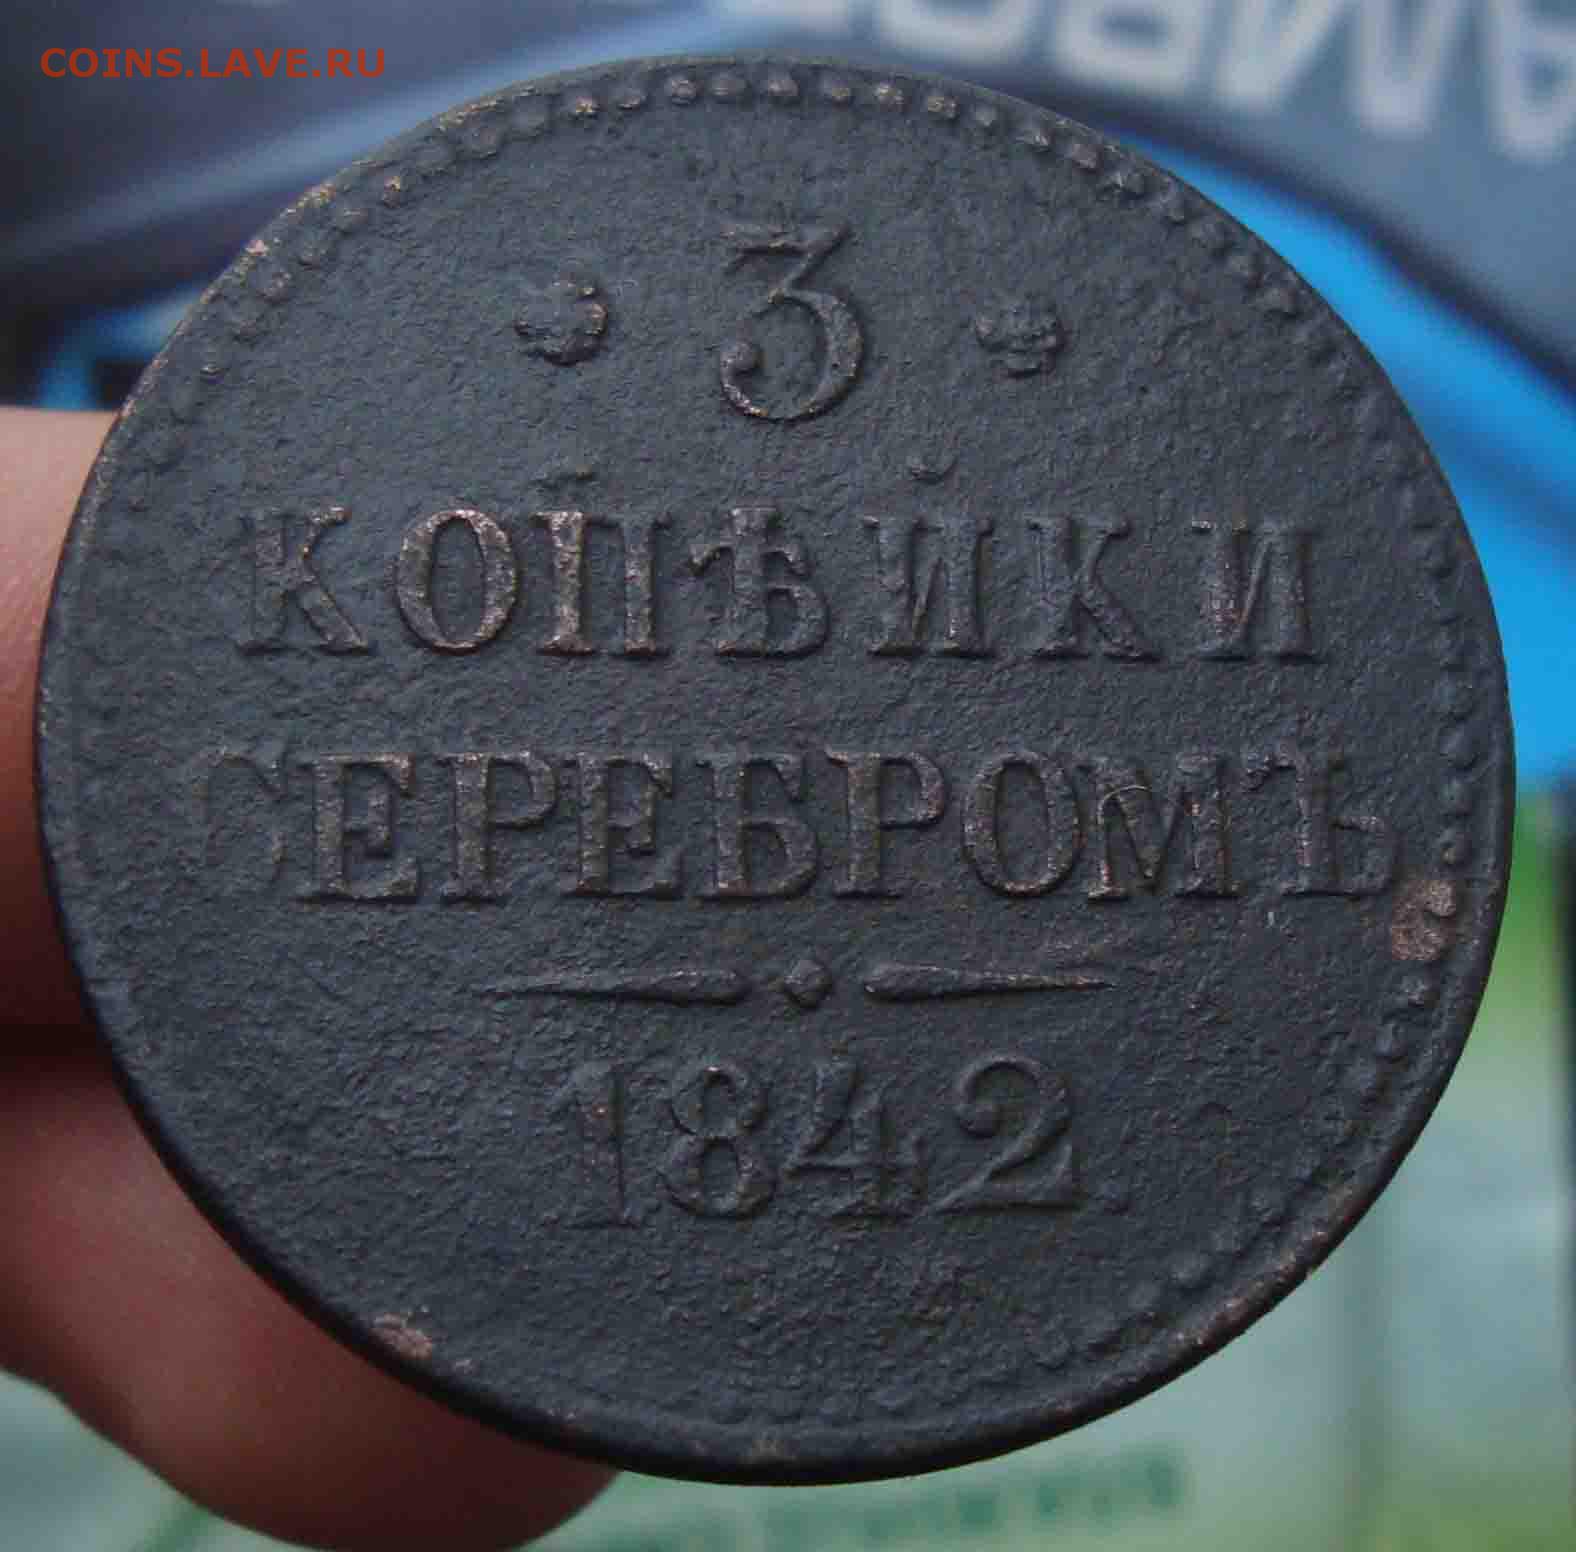 COINS.LAVE.RU
3
КОПѢЙКИ
СЕРЕБРОМЪ
1842